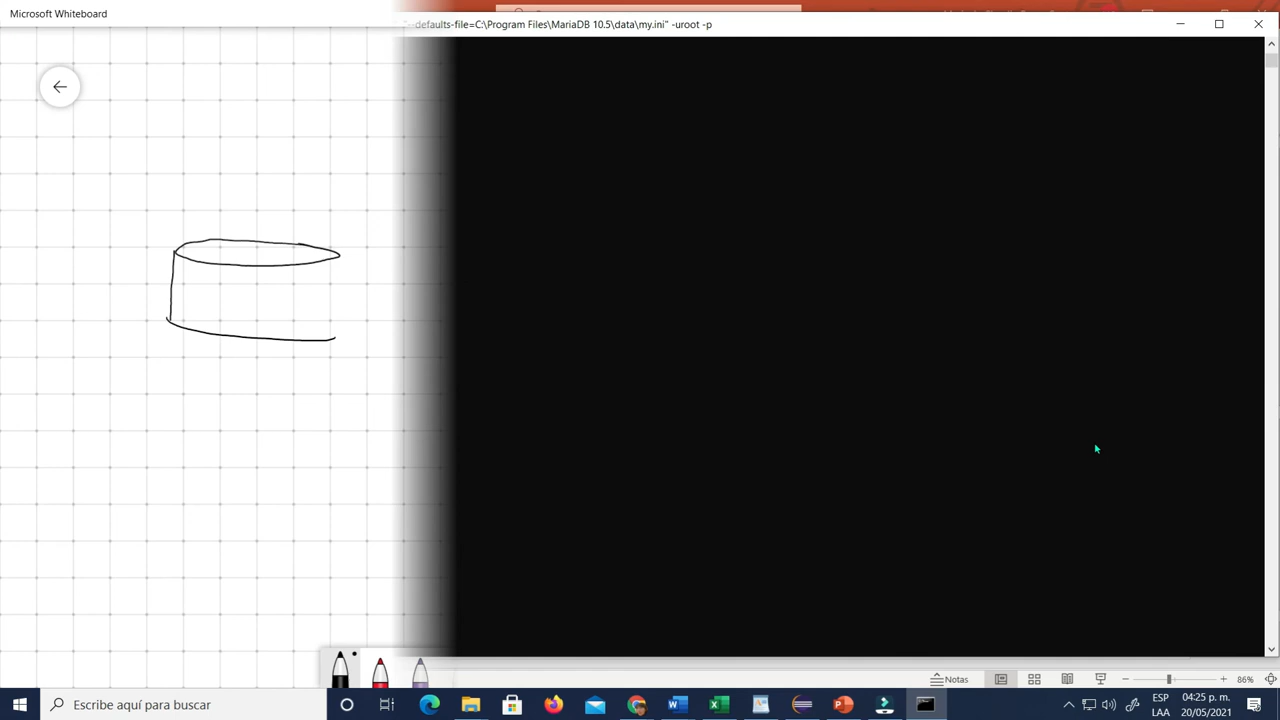 Microsoft Whiteboard
--defaults-file=C:\Program Files\MariaDB 10.5\data\my.ini" -uroot -p
Notas
86%
Escribe aquí para buscar
ESP
LAA
04:25 p. m.
20/05/2021